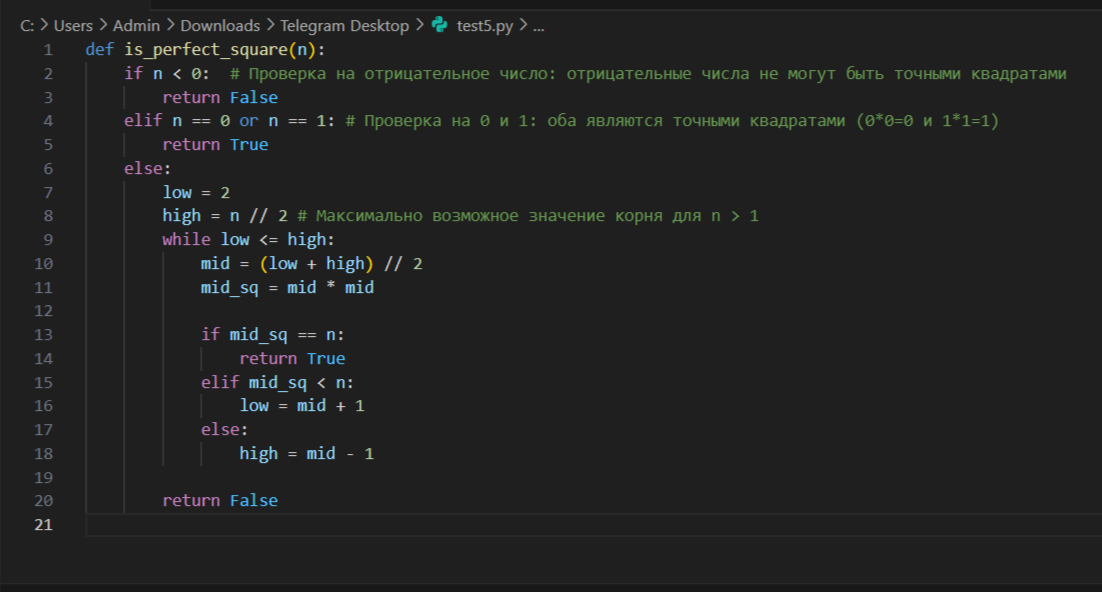 C: > Users > Admin > Downloads > Telegram Desktop > test5.py > ...
1 def is_perfect_square(n):
2     if n < 0:  # Проверка на отрицательное число: отрицательные числа не могут быть точными квадратами
3         return False
4     elif n == 0 or n == 1: # Проверка на 0 и 1: оба являются точными квадратами (0*0=0 и 1*1=1)
5         return True
6     else:
7         low = 2
8         high = n // 2 # Максимально возможное значение корня для n > 1
9         while low <= high:
10             mid = (low + high) // 2
11             mid_sq = mid * mid
12
13             if mid_sq == n:
14                 return True
15             elif mid_sq < n:
16                 low = mid + 1
17             else:
18                 high = mid - 1
19
20         return False
21